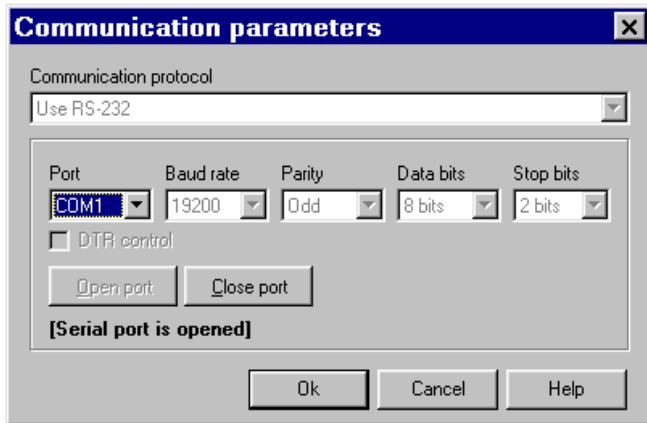 Communication parameters
Communication protocol
Use RS-232
Port Baud rate Parity Data bits Stop bits
COM1 19200 Odd 8 bits 2 bits
DTR control
Open port Close port
[Serial port is opened]
Ok Cancel Help